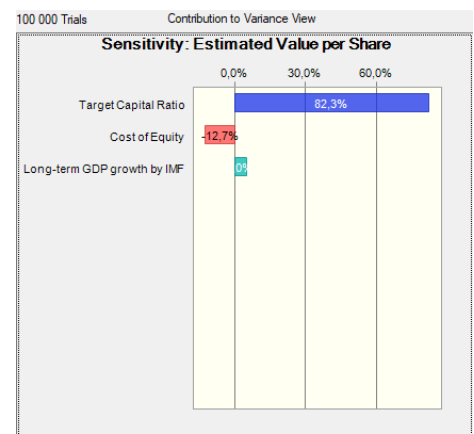 100 000 Trials Contribution to Variance View
Sensitivity: Estimated Value per Share
0,0% 30,0% 60,0%
Target Capital Ratio 82,3%
Cost of Equity -12,7%
Long-term GDP growth by IMF